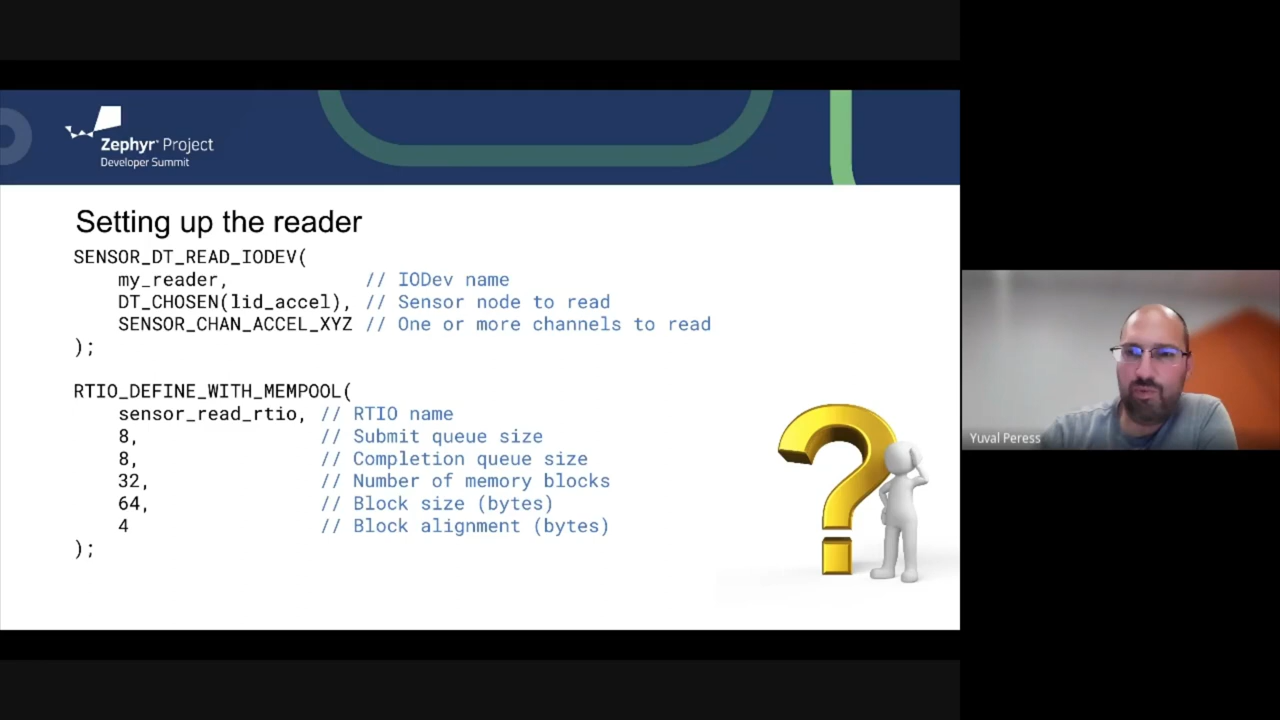 Zephyr® Project
Developer Summit
Setting up the reader
SENSOR_DT_READ_IODEV(
my_reader, // IODev name
DT_CHOSEN(lid_accel), // Sensor node to read
SENSOR_CHAN_ACCEL_XYZ // One or more channels to read
);
RTIO_DEFINE_WITH_MEMPOOL(
sensor_read_rtio, // RTIO name
8, // Submit queue size
8, // Completion queue size
32, // Number of memory blocks
64, // Block size (bytes)
4 // Block alignment (bytes)
);
Yuval Peress